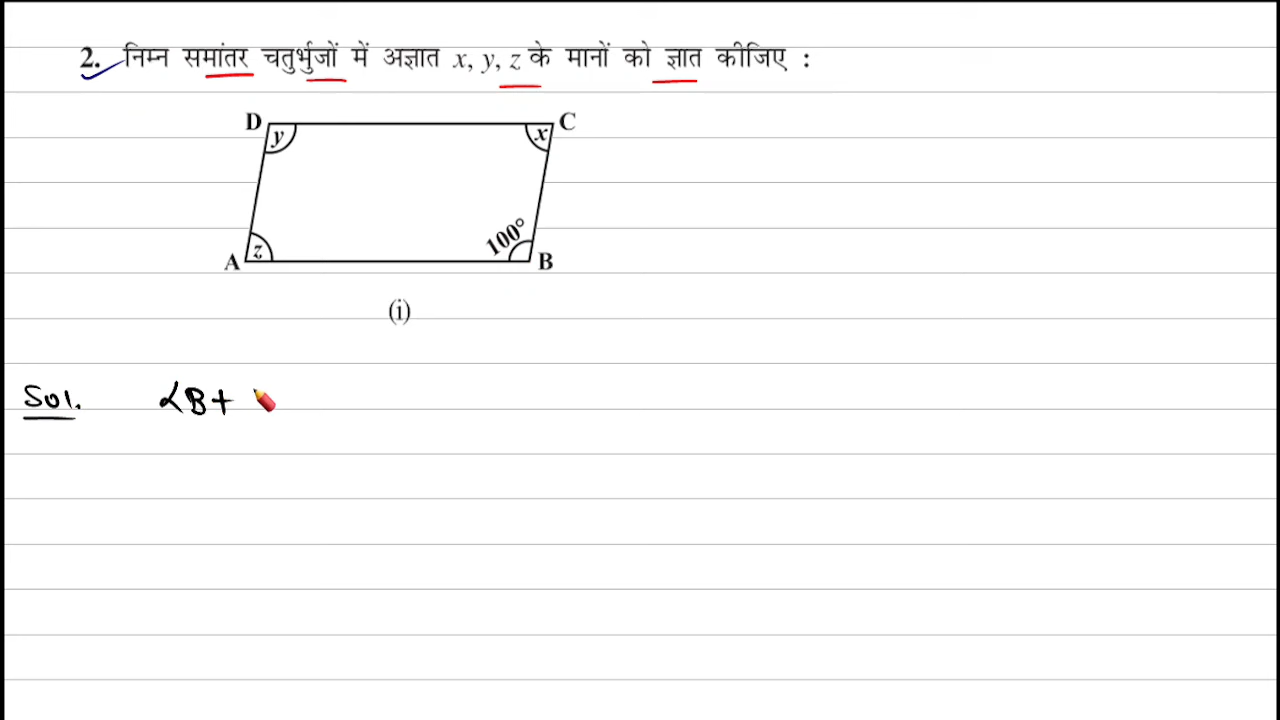 2. निम्न समांतर चतुर्भुजों में अज्ञात x, y, z के मानों को ज्ञात कीजिए :
D y x C
A z 100° B
(i)
Sol. ∠B+